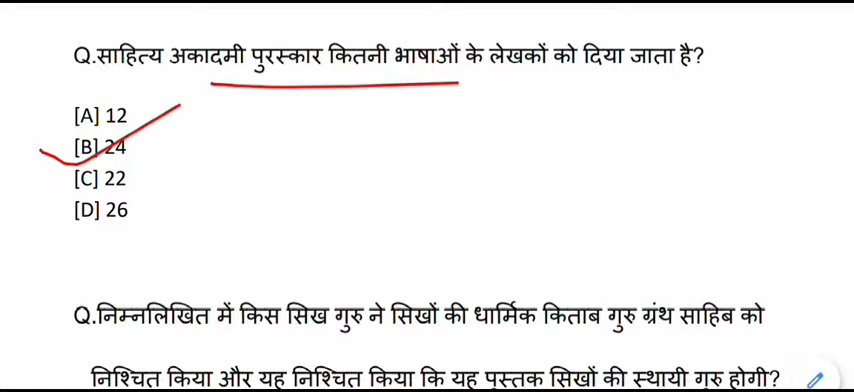 Q.साहित्य अकादमी पुरस्कार कितनी भाषाओं के लेखकों को दिया जाता है?
[A] 12
[B] 24
[C] 22
[D] 26
Q.निम्नलिखित में किस सिख गुरु ने सिखों की धार्मिक किताब गुरु ग्रंथ साहिब को
निश्चित किया और यह निश्चित किया कि यह पुस्तक सिखों की स्थायी गुरु होगी?